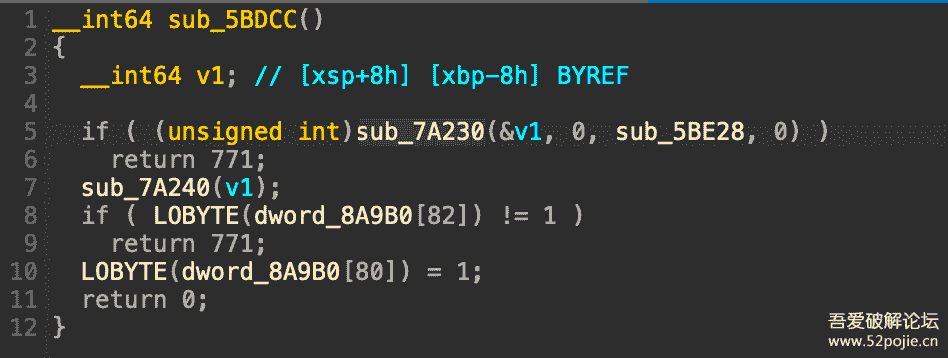 1 __int64 sub_5BDCC()
2 {
3   __int64 v1; // [xsp+8h] [xbp-8h] BYREF
4
5   if ( (unsigned int)sub_7A230(&v1, 0, sub_5BE28, 0) )
6     return 771;
7   sub_7A240(v1);
8   if ( LOBYTE(dword_8A9B0[82]) != 1 )
9     return 771;
10   LOBYTE(dword_8A9B0[80]) = 1;
11   return 0;
12 }
吾爱破解论坛
www.52pojie.cn